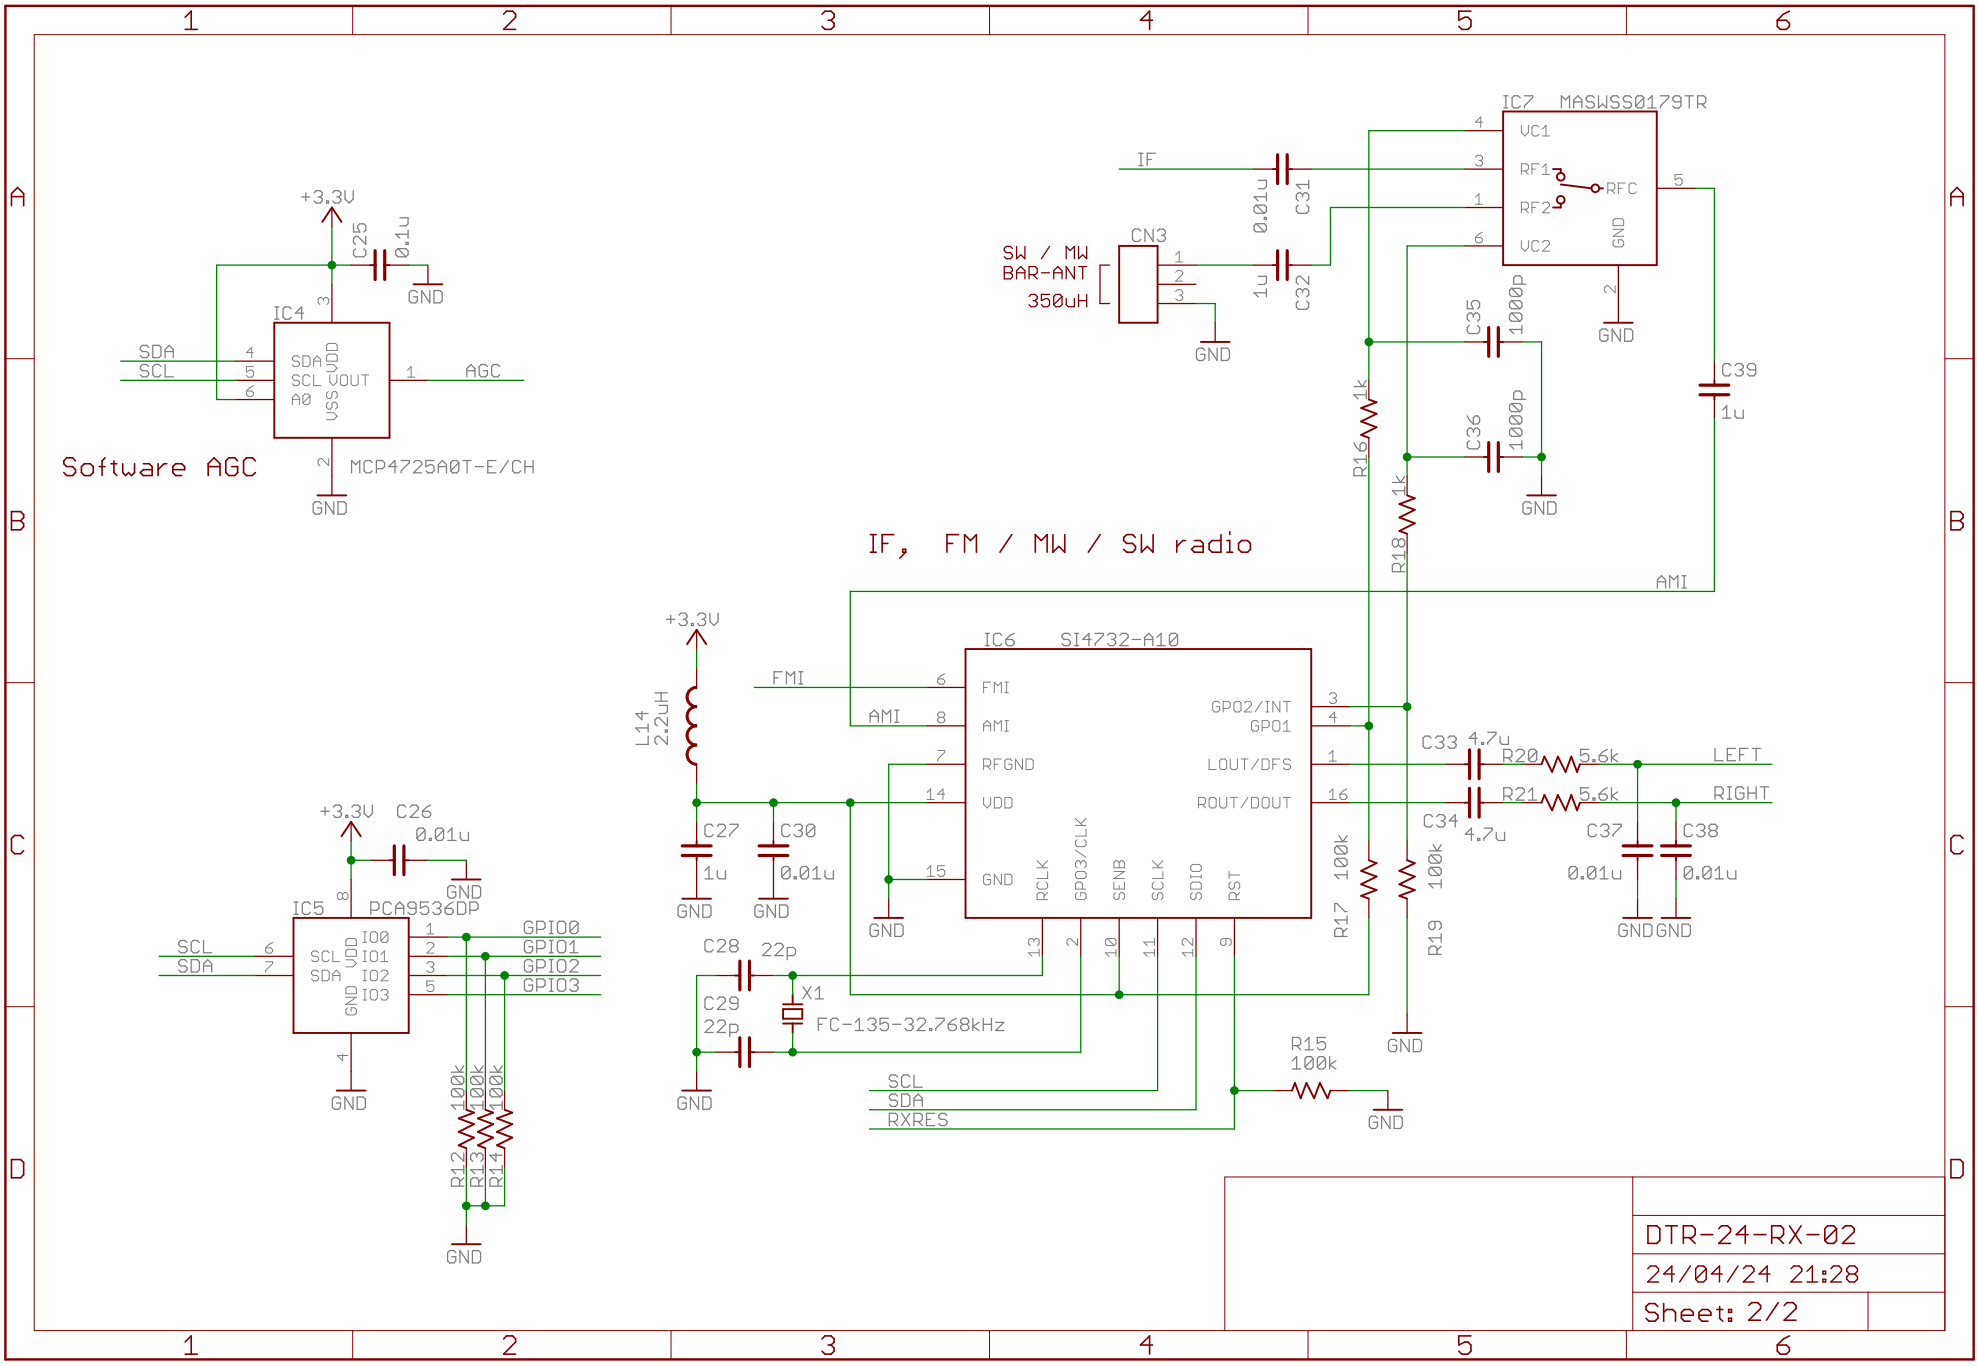 1 2 3 4 5 6
A
B
C
D
A
B
C
D
+3.3V
C25
0.1u
GND
IC4
3
SDA 4 SDA
SCL 5 SCL
6 A0
VDD
VOUT 1 AGC
VSS
2
MCP4725A0T-E/CH
GND
Software AGC
IC7 MASWSS0179TR
4 VC1
IF
0.01u
C31
3 RF1
RFC 5
1 RF2
6 VC2
GND
2
GND
CN3
SW / MW
BAR-ANT
350uH
1
2
3
GND
1u
C32
C35
1000p
C36
1000p
GND
1k
R16
1k
R18
C39
1u
AMI
IF, FM / MW / SW radio
+3.3V
L14
2.2uH
IC6 SI4732-A10
FMI 6 FMI
AMI 8 AMI
7 RFGND
14 VDD
15 GND
GPO2/INT 3
GPO1 4
LOUT/DFS 1
ROUT/DOUT 16
RCLK 13
GPO3/CLK 2
SENB 10
SCLK 11
SDIO 12
RST 9
C27
1u
GND
C30
0.01u
GND
GND
C33 4.7u
R20 5.6k
LEFT
R21 5.6k
RIGHT
C34 4.7u
C37
0.01u
C38
0.01u
GND GND
100k
R17
100k
R19
GND
C28 22p
C29
22p
X1
FC-135-32.768kHz
GND
SCL
SDA
RXRES
R15
100k
GND
+3.3V
C26
0.01u
GND
8
IC5 PCA9536DP
SCL 6 SCL
SDA 7 SDA
VDD
GND
IO0 1 GPIO0
IO1 2 GPIO1
IO2 3 GPIO2
IO3 5 GPIO3
4
GND
100k
100k
100k
R12
R13
R14
GND
DTR-24-RX-02
24/04/24 21:28
Sheet: 2/2
1 2 3 4 5 6